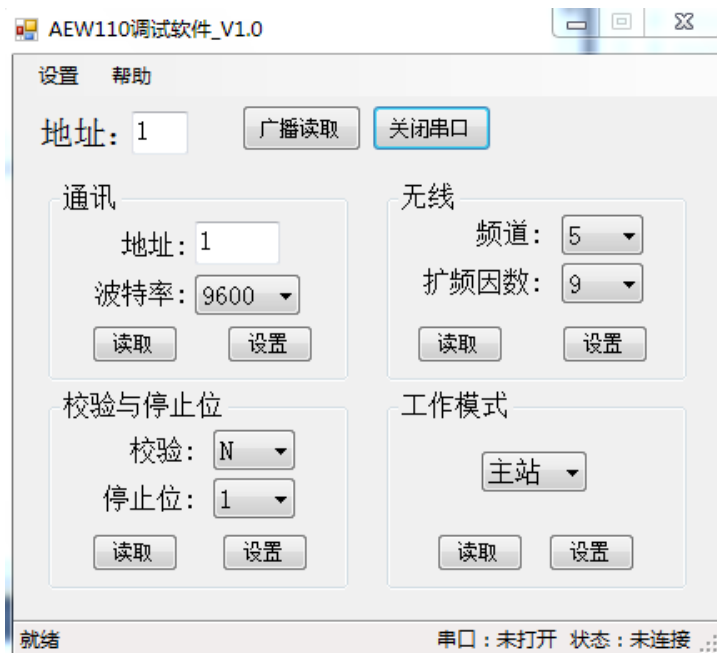 AEW110调试软件_V1.0
设置 帮助
地址: 1 广播读取 关闭串口
通讯 无线
地址: 1 频道: 5
波特率: 9600 扩频因数: 9
读取 设置 读取 设置
校验与停止位 工作模式
校验: N 主站
停止位: 1
读取 设置 读取 设置
就绪 串口：未打开 状态：未连接